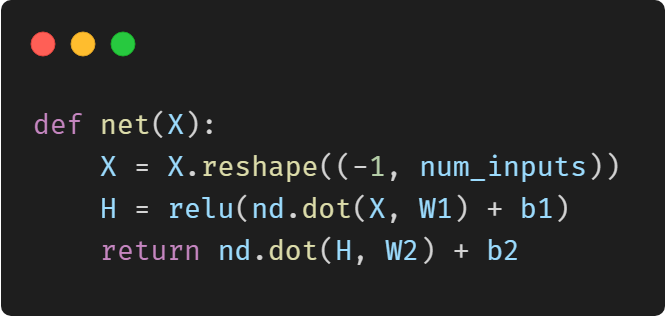 def net(X):
    X = X.reshape((-1, num_inputs))
    H = relu(nd.dot(X, W1) + b1)
    return nd.dot(H, W2) + b2